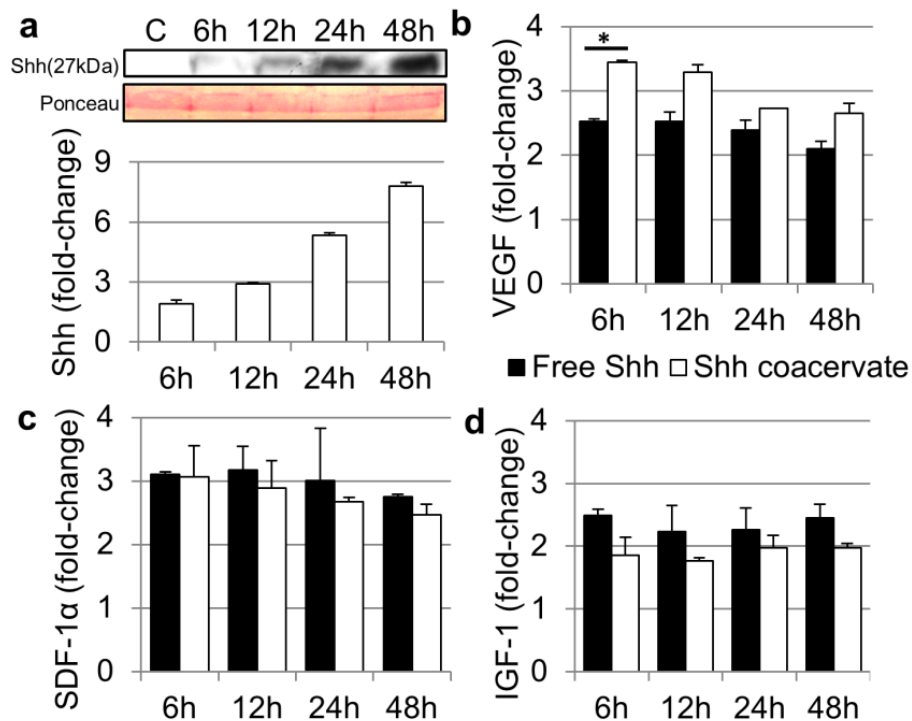 a
C 6h 12h 24h 48h
Shh(27kDa)
Ponceau
Shh (fold-change)
9
6
3
0
6h 12h 24h 48h
b
*
VEGF (fold-change)
4
3
2
1
0
6h 12h 24h 48h
Free Shh Shh coacervate
c
SDF-1α (fold-change)
4
3
2
1
0
6h 12h 24h 48h
d
IGF-1 (fold-change)
4
3
2
1
0
6h 12h 24h 48h